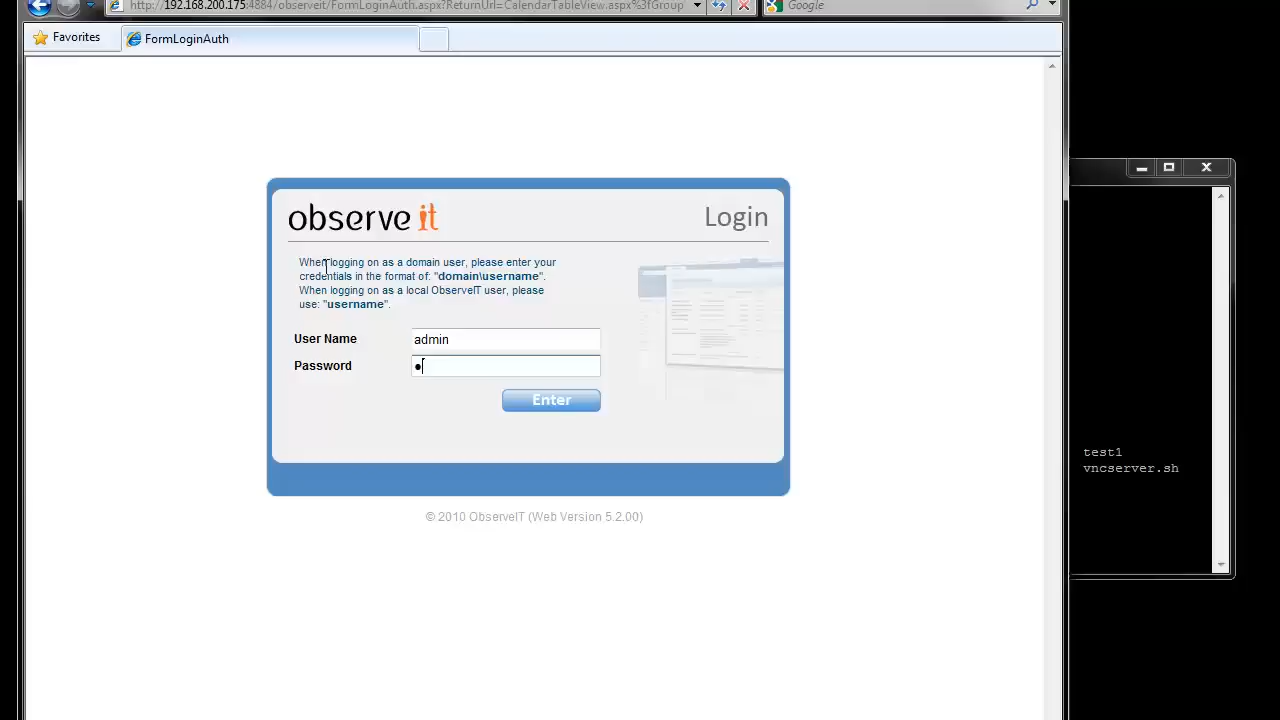 http://192.168.200.175:4884/observeit/FormLoginAuth.aspx?ReturnUrl=CalendarTableView.aspx%3fGroup
Google
Favorites
FormLoginAuth
observe it
Login
When logging on as a domain user, please enter your
credentials in the format of: "domain\username".
When logging on as a local ObserveIT user, please
use: "username".
User Name
admin
Password
Enter
test1
vncserver.sh
© 2010 ObserveIT (Web Version 5.2.00)